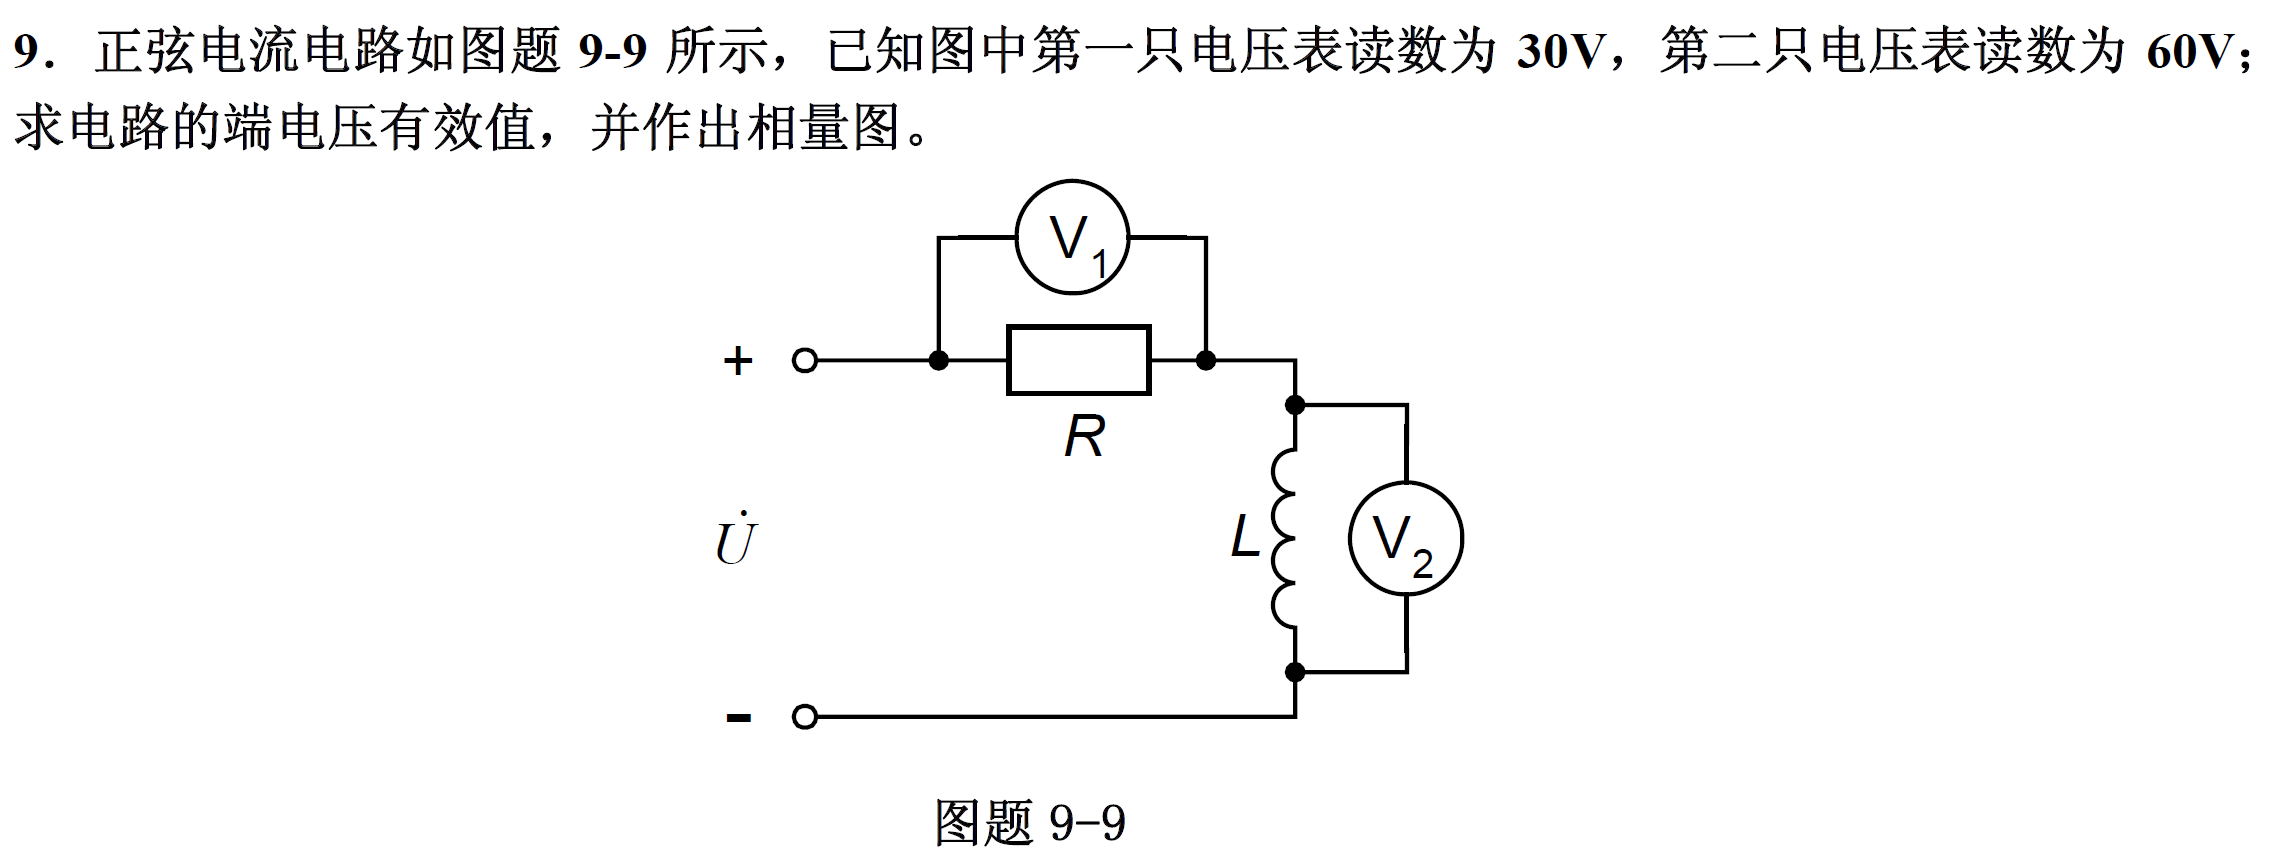 9．正弦电流电路如图题 9-9 所示，已知图中第一只电压表读数为 30V，第二只电压表读数为 60V；
求电路的端电压有效值，并作出相量图。
V1
+
R
U̇
L
V2
-
图题 9-9